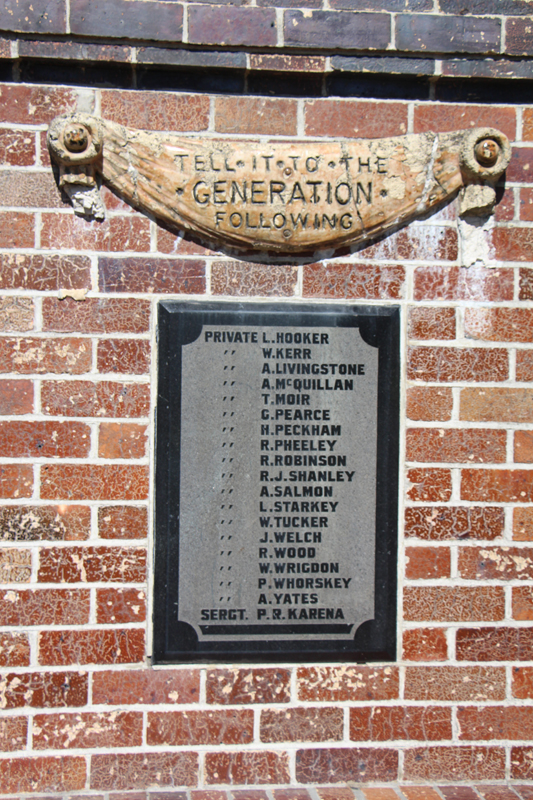 TELL·IT·TO·THE
·GENERATION·
FOLLOWING
PRIVATE L.HOOKER
" W.KERR
" A.LIVINGSTONE
" A.McQUILLAN
" T.MOIR
" G.PEARCE
" H.PECKHAM
" R.PHEELEY
" R.ROBINSON
" R.J.SHANLEY
" A.SALMON
" L.STARKEY
" W.TUCKER
" J.WELCH
" R.WOOD
" W.WRIGDON
" P.WHORSKEY
" A.YATES
SERGT. P.R.KARENA